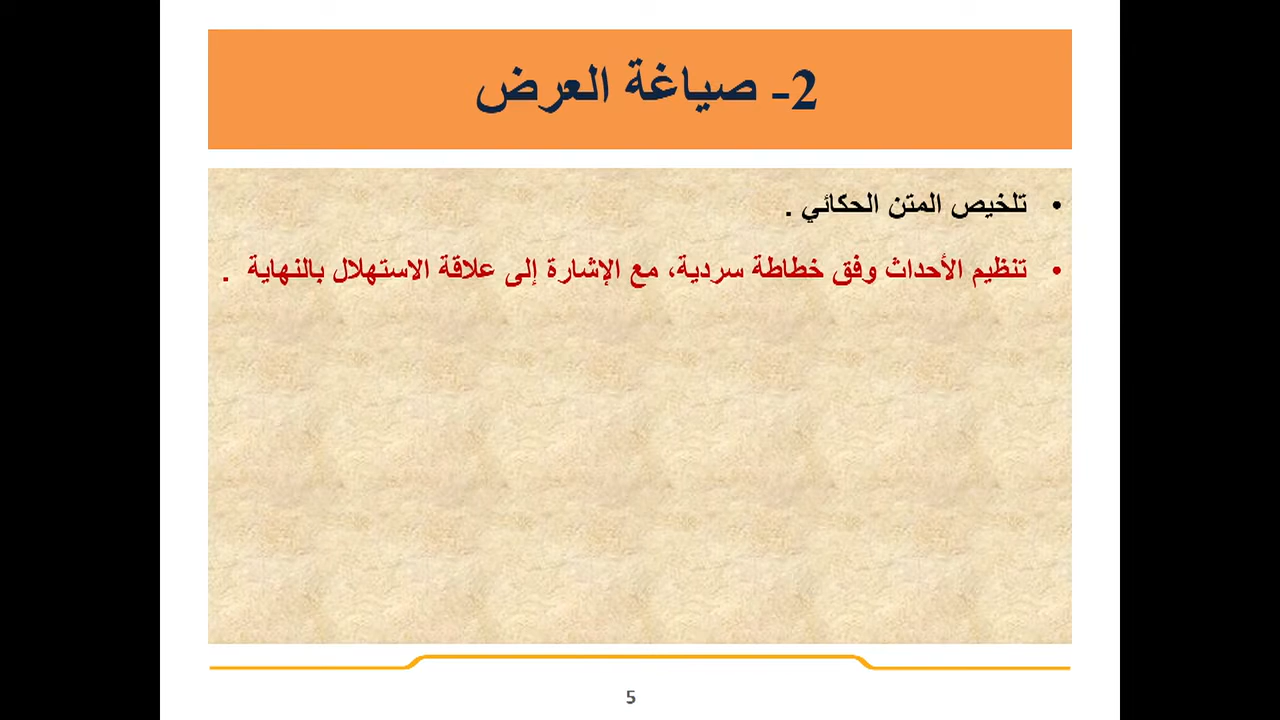 2- صياغة العرض
• تلخيص المتن الحكائي .
• تنظيم الأحداث وفق خطاطة سردية، مع الإشارة إلى علاقة الاستهلال بالنهاية .
5